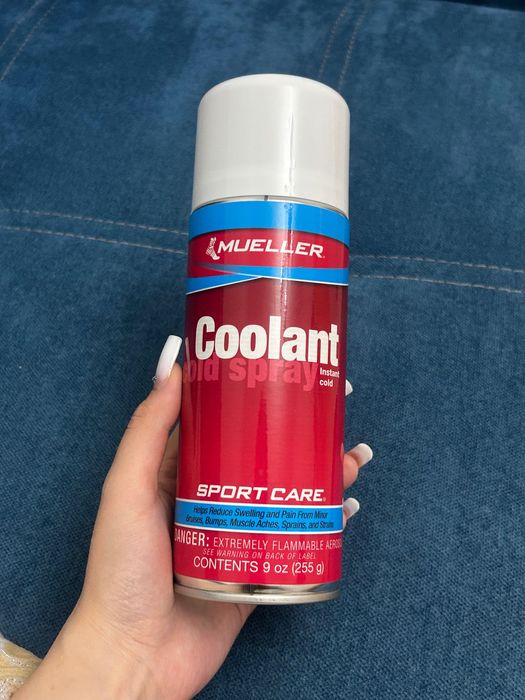 MUELLER
Coolant
cold spray
Instant
cold
SPORT CARE
Helps Reduce Swelling and Pain From Minor
Bruises, Bumps, Muscle Aches, Sprains, and Strains
DANGER: EXTREMELY FLAMMABLE AEROSOL
SEE WARNING ON BACK OF LABEL
CONTENTS 9 oz (255 g)